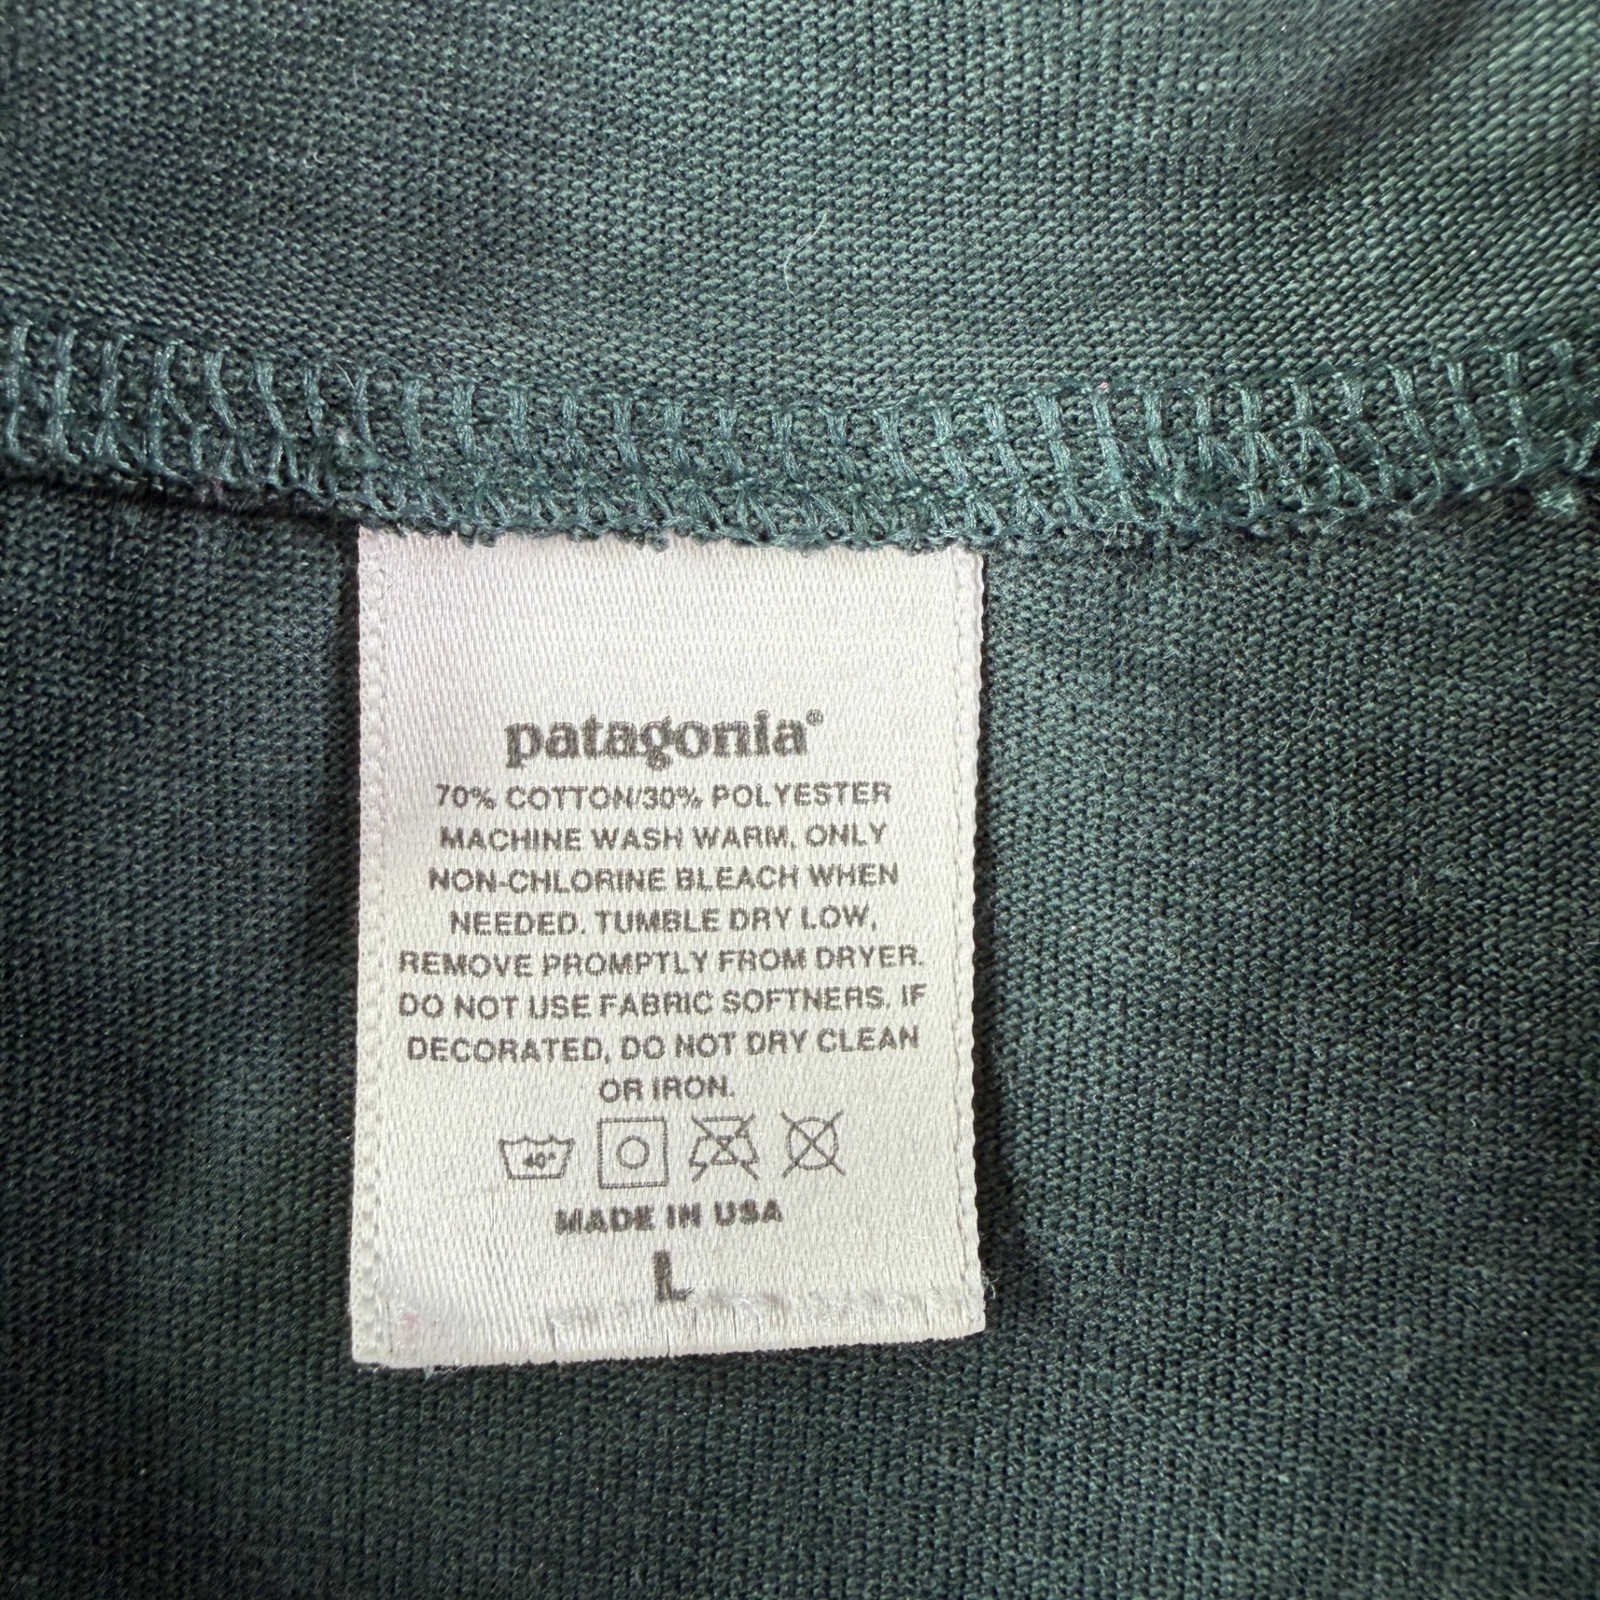 patagonia®
70% COTTON/30% POLYESTER
MACHINE WASH WARM, ONLY
NON-CHLORINE BLEACH WHEN
NEEDED. TUMBLE DRY LOW,
REMOVE PROMPTLY FROM DRYER.
DO NOT USE FABRIC SOFTNERS. IF
DECORATED, DO NOT DRY CLEAN
OR IRON.
40°
MADE IN USA
L